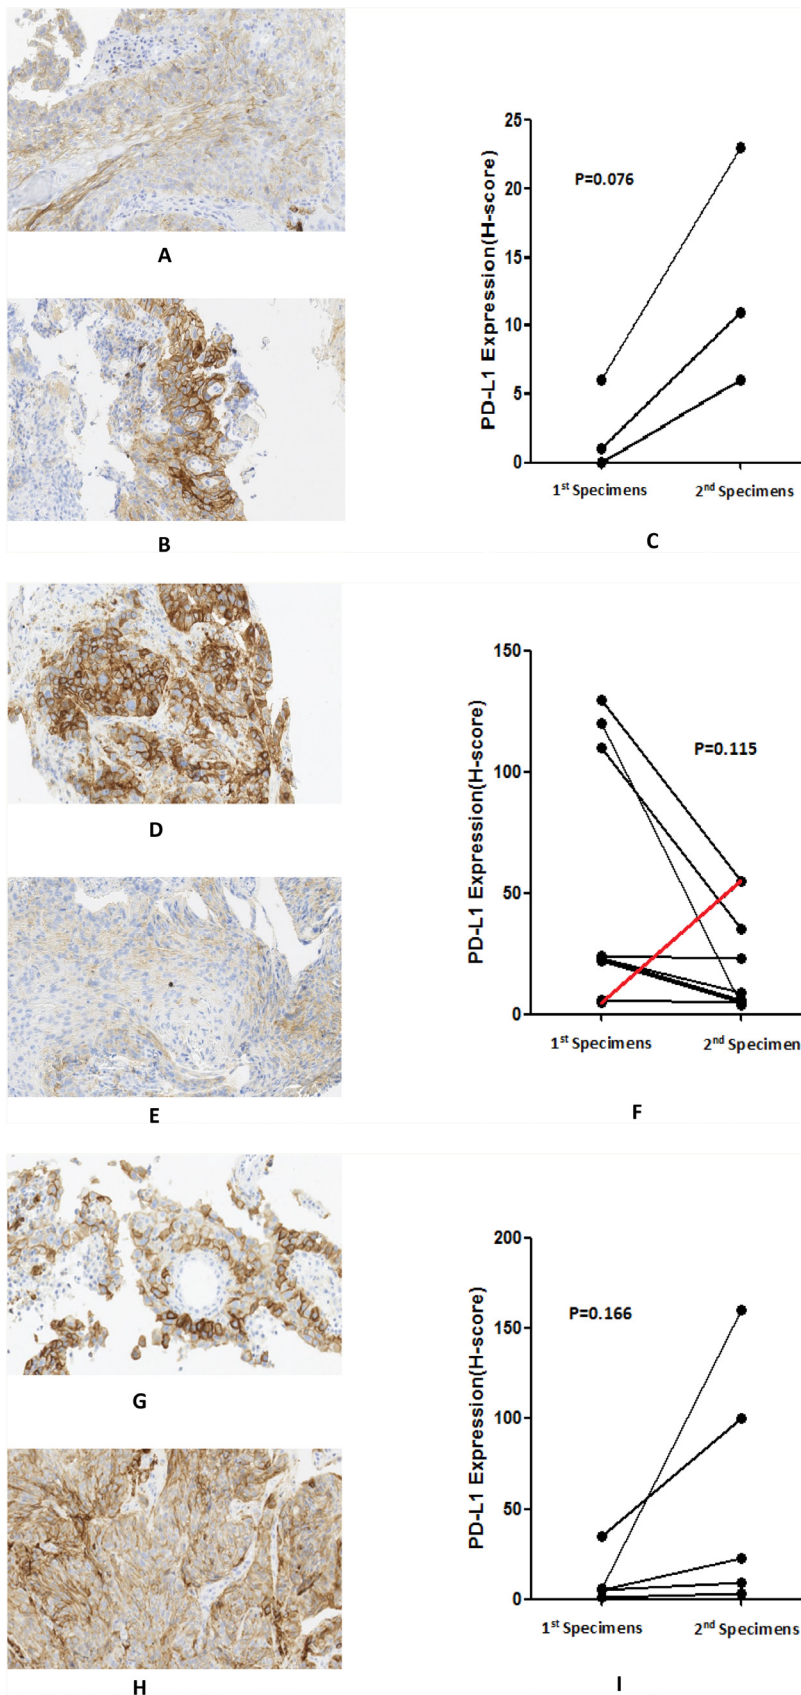 A
B
25
20
15
10
5
0
PD-L1 Expression(H-score)
P=0.076
1st Specimens
2nd Specimens
C
D
E
150
100
50
0
PD-L1 Expression(H-score)
P=0.115
1st Specimens
2nd Specimen
F
G
H
200
150
100
50
0
PD-L1 Expression(H-score)
P=0.166
1st Specimens
2nd Specimens
I